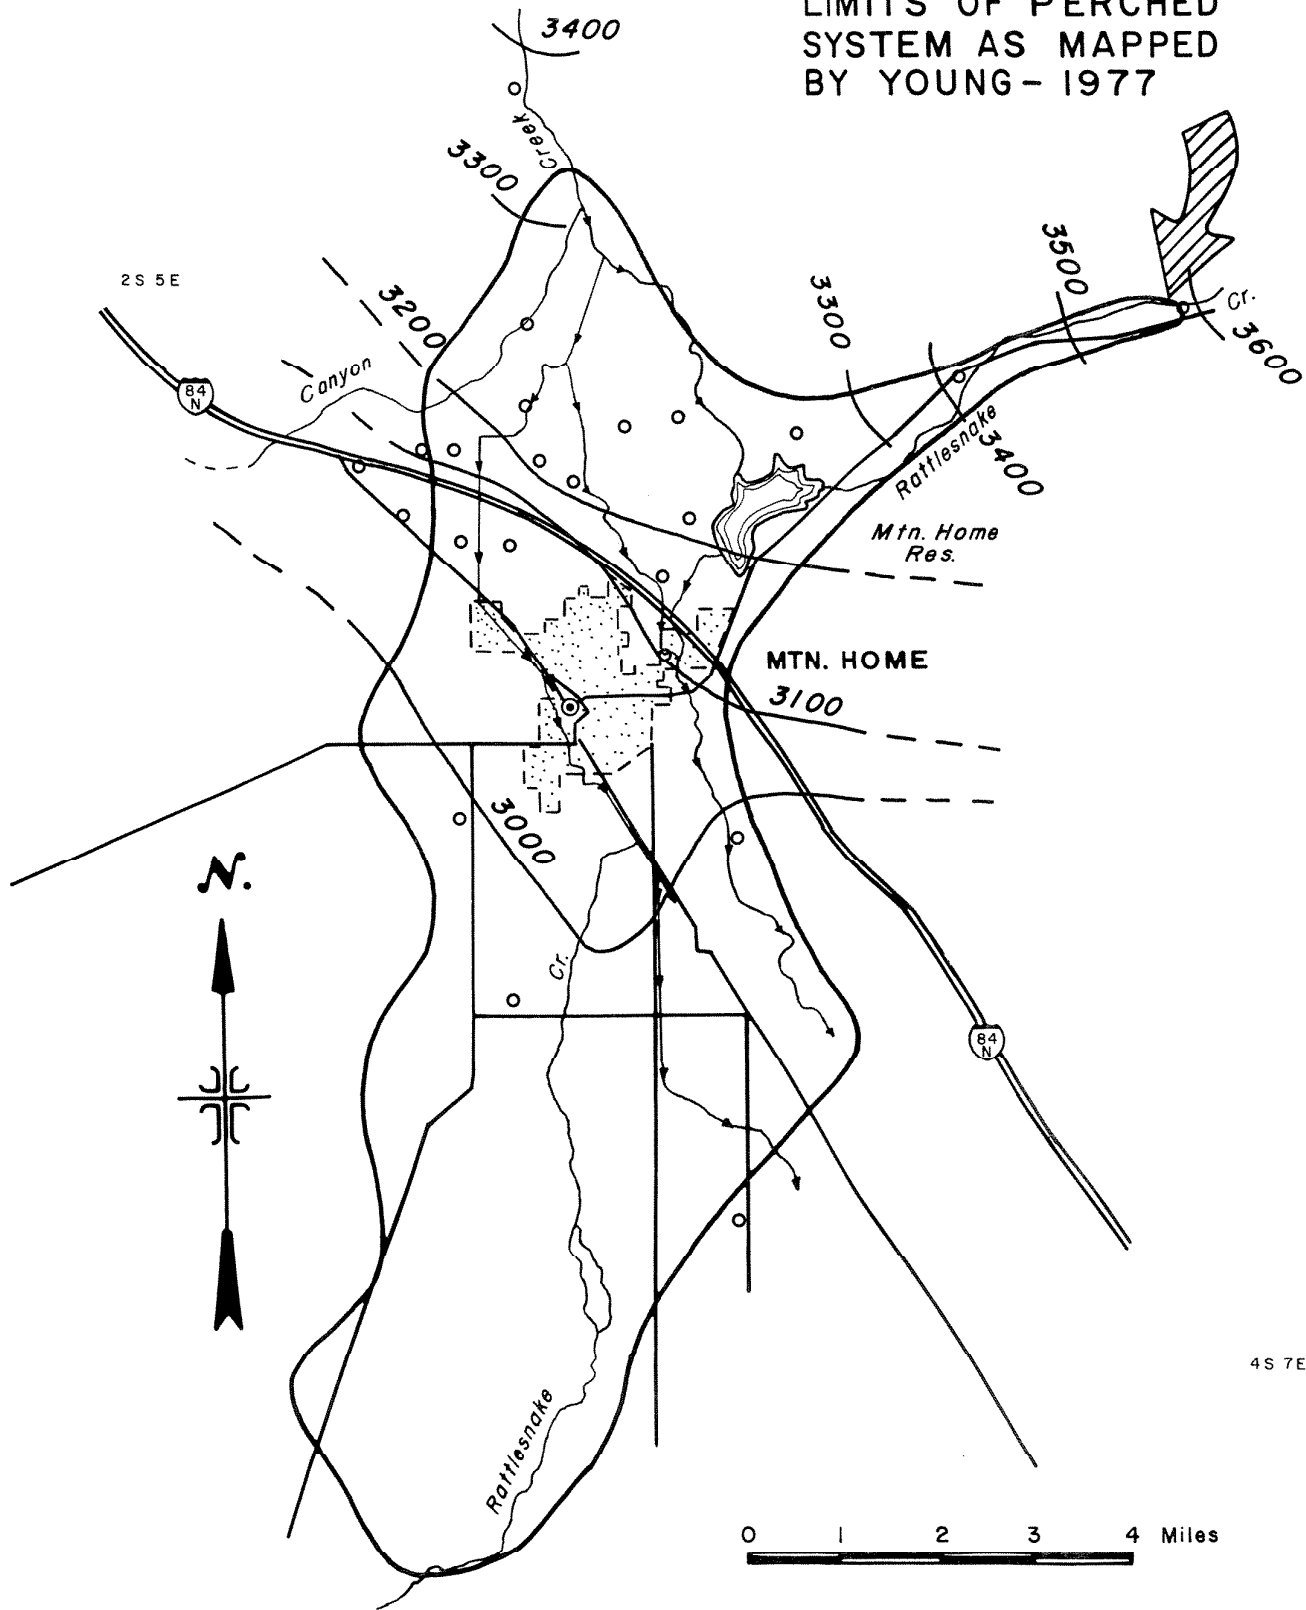 LIMITS OF PERCHED
SYSTEM AS MAPPED
BY YOUNG - 1977
3400
Creek
3300
3500
2S 5E
3200
3300
Cr.
3600
84
N
Canyon
Rattlesnake
3400
Mtn. Home
Res.
MTN. HOME
3100
3000
N.
Cr.
84
N
4S 7E
Rattlesnake
0 1 2 3 4 Miles